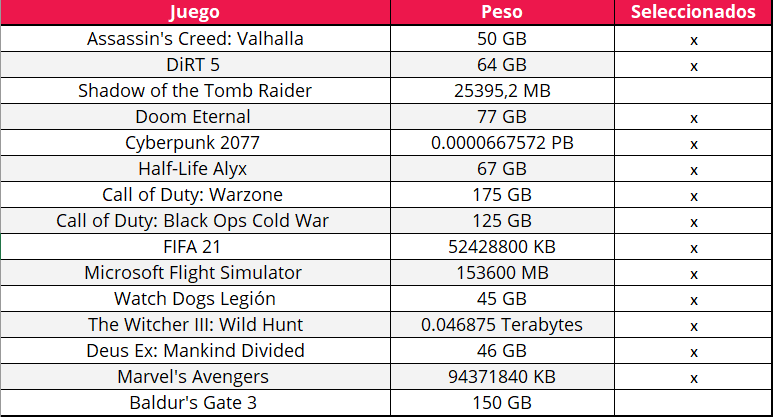 Juego Peso Seleccionados
Assassin's Creed: Valhalla 50 GB x
DiRT 5 64 GB x
Shadow of the Tomb Raider 25395,2 MB
Doom Eternal 77 GB x
Cyberpunk 2077 0.0000667572 PB x
Half-Life Alyx 67 GB x
Call of Duty: Warzone 175 GB x
Call of Duty: Black Ops Cold War 125 GB x
FIFA 21 52428800 KB x
Microsoft Flight Simulator 153600 MB x
Watch Dogs Legión 45 GB x
The Witcher III: Wild Hunt 0.046875 Terabytes x
Deus Ex: Mankind Divided 46 GB x
Marvel's Avengers 94371840 KB x
Baldur's Gate 3 150 GB